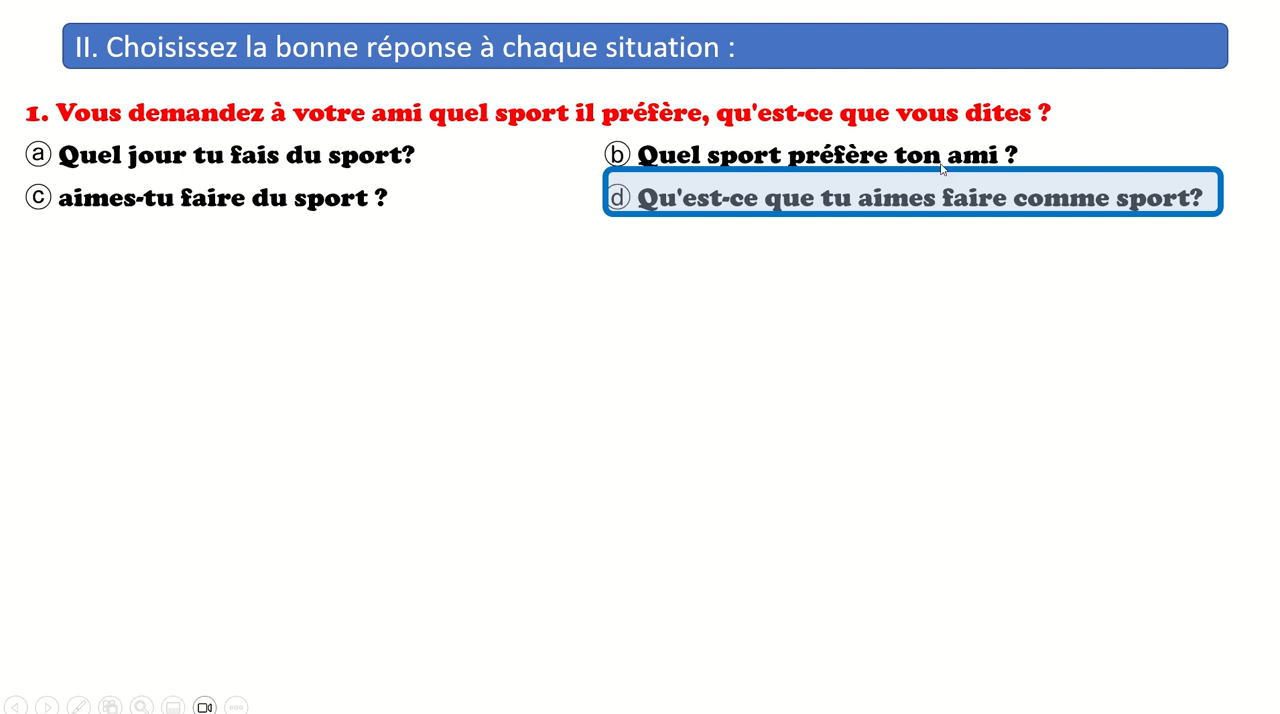 II. Choisissez la bonne réponse à chaque situation :
1. Vous demandez à votre ami quel sport il préfère, qu'est-ce que vous dites ?
ⓐ Quel jour tu fais du sport? ⓑ Quel sport préfère ton ami ?
ⓒ aimes-tu faire du sport ? ⓓ Qu'est-ce que tu aimes faire comme sport?